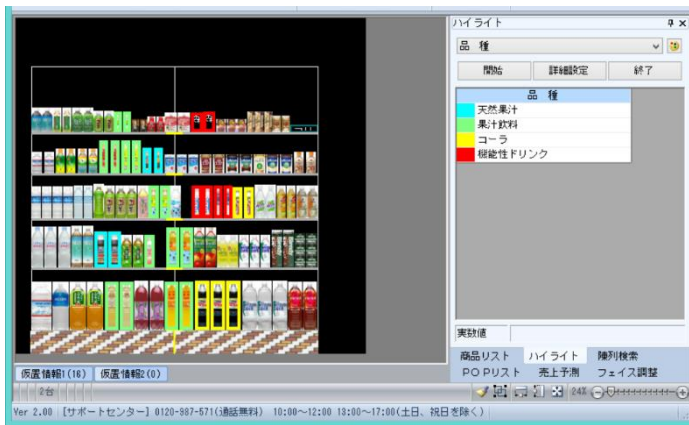 ハイライト
品 種
開始 詳細設定 終了
品 種
天然果汁
果汁飲料
コーラ
機能性ドリンク
実数値
商品リスト ハイライト 陳列検索
POPリスト 売上予測 フェイス調整
仮置情報1(16) 仮置情報2(0)
2台 24%
Ver 2.00 [サポートセンター] 0120-987-571(通話無料) 10:00～12:00 13:00～17:00(土日、祝日を除く)